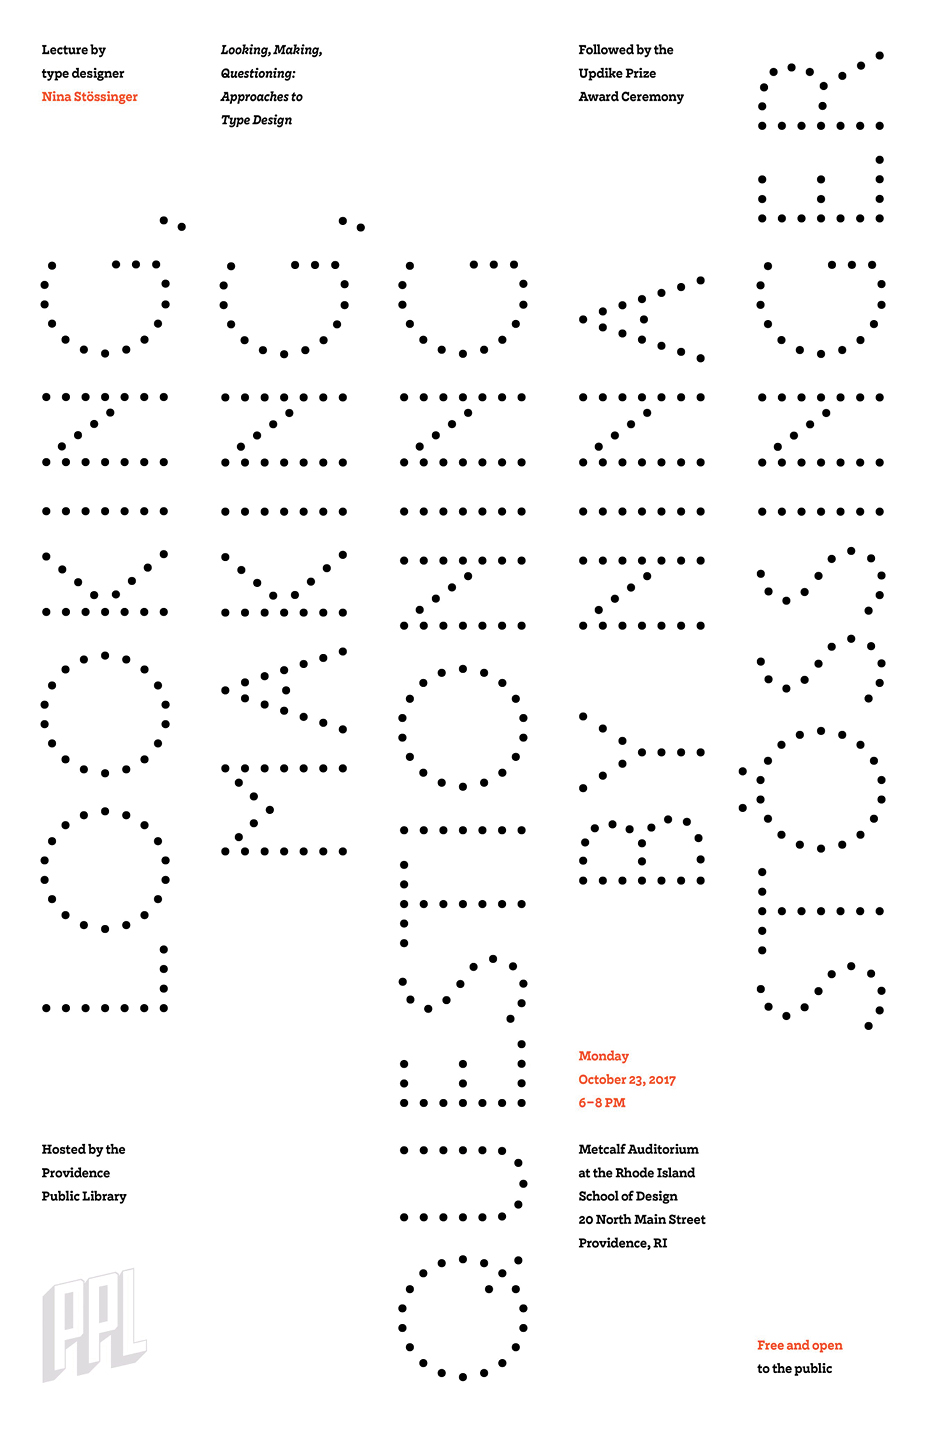 Lecture by
type designer
Nina Stössinger
Looking, Making,
Questioning:
Approaches to
Type Design
Followed by the
Updike Prize
Award Ceremony
LOOKING,
MAKING,
QUESTIONING
BY NINA
STÖSSINGER
Monday
October 23, 2017
6–8 PM
Hosted by the
Providence
Public Library
Metcalf Auditorium
at the Rhode Island
School of Design
20 North Main Street
Providence, RI
PPL
Free and open
to the public